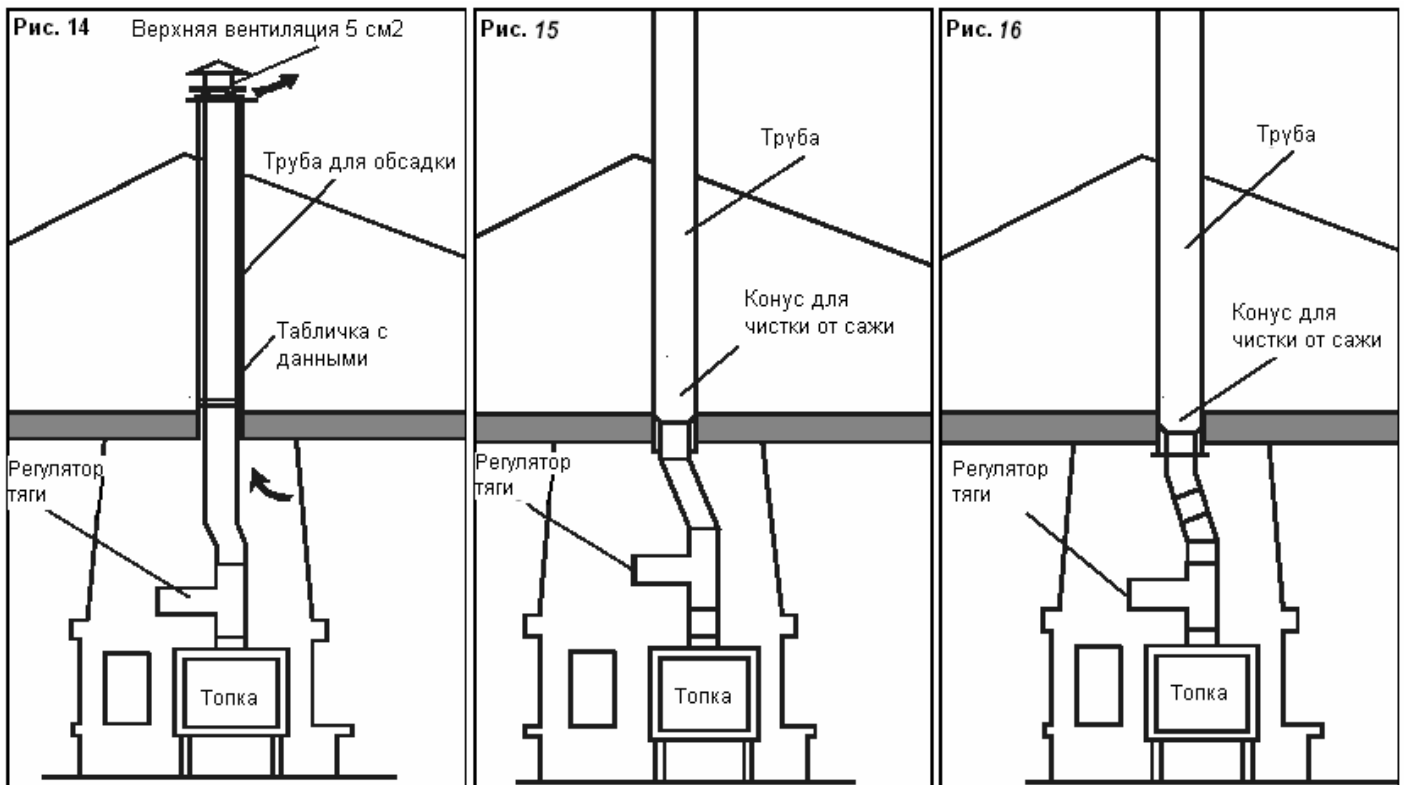 Рис. 14
Верхняя вентиляция 5 см2
Труба для обсадки
Табличка с
данными
Регулятор
тяги
Топка
Рис. 15
Труба
Конус для
чистки от сажи
Регулятор
тяги
Топка
Рис. 16
Труба
Конус для
чистки от сажи
Регулятор
тяги
Топка